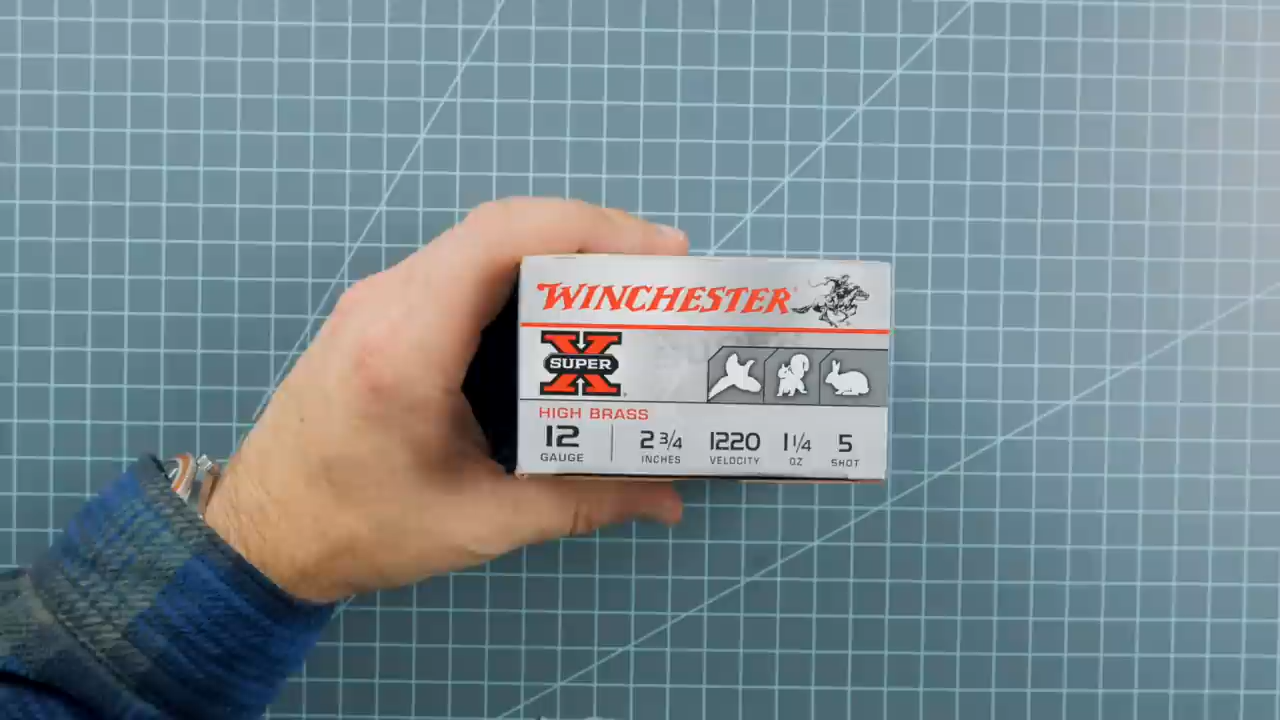 WINCHESTER
SUPER X
HIGH BRASS
12 2 3/4 1220 1 1/4 5
GAUGE INCHES VELOCITY OZ SHOT